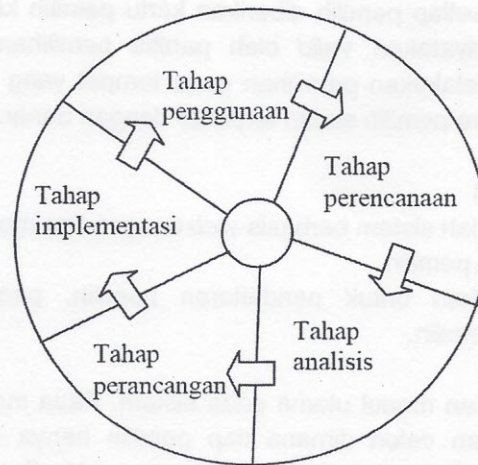 Tahap
penggunaan
Tahap
perencanaan
Tahap
implementasi
Tahap
analisis
Tahap
perancangan